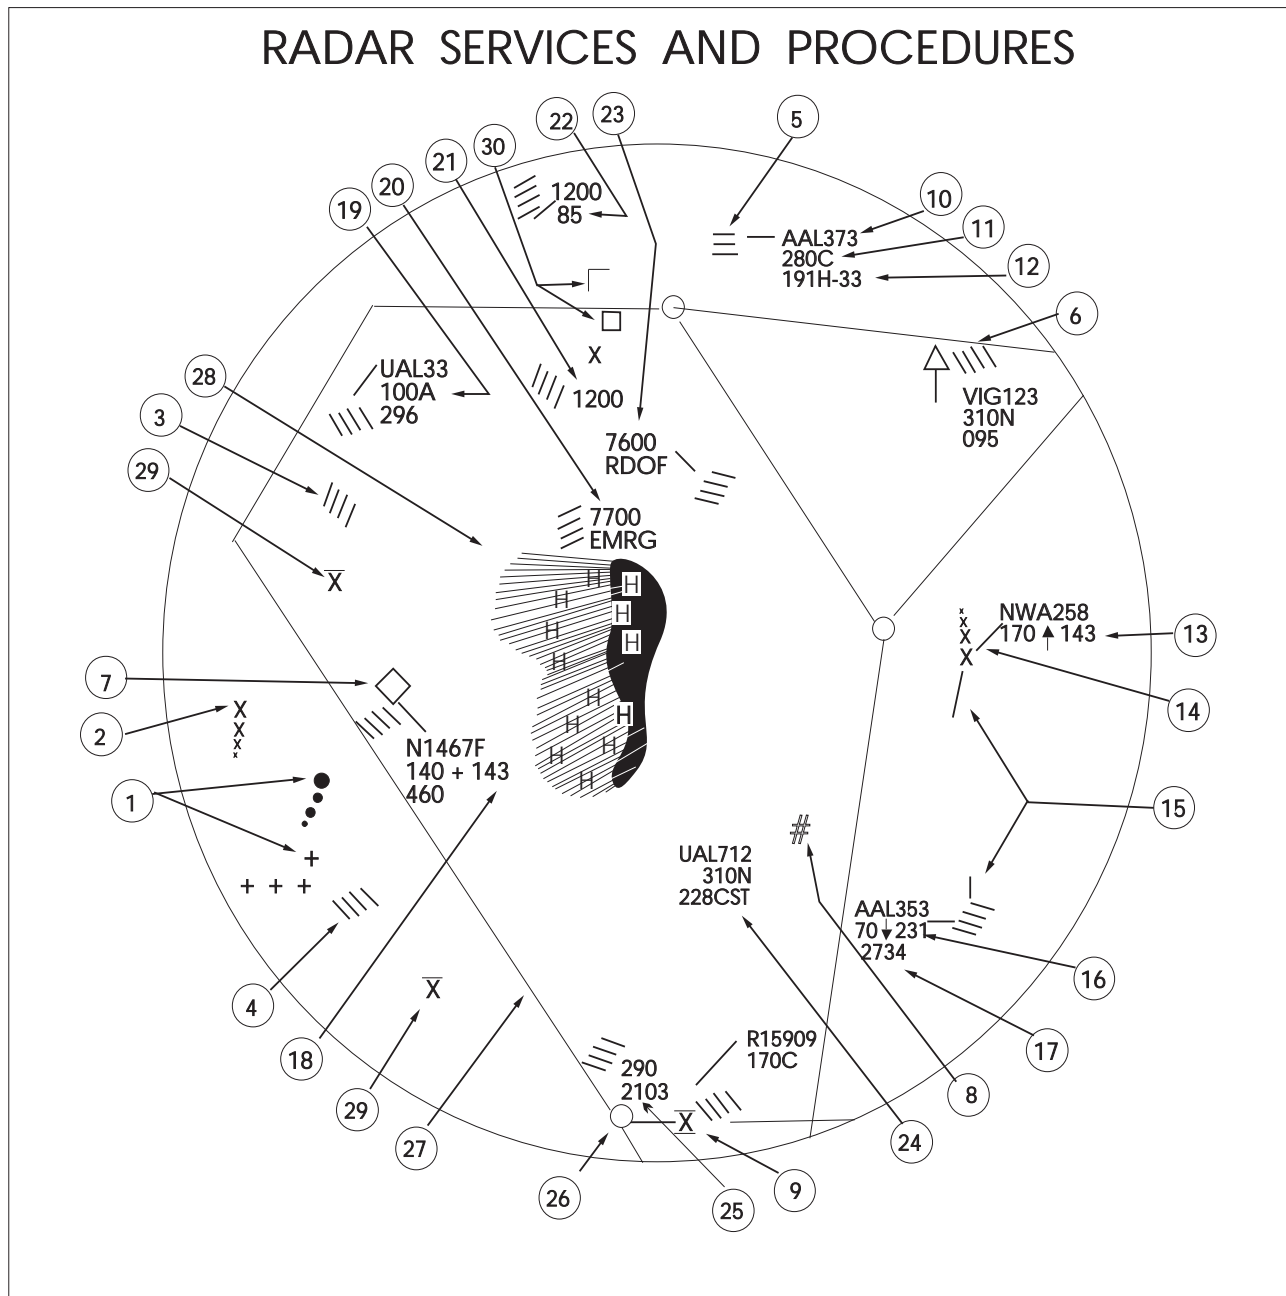 RADAR SERVICES AND PROCEDURES
23
22
5
30
21
20
19
1200
85
10
11
12
AAL373
280C
191H-33
6
28
UAL33
100A
296
X
1200
VIG123
310N
095
3
29
7600
RDOF
7700
EMRG
X
H
H
H
H
H
H
H
H
H
H
H
H
H
NWA258
170 143
13
x
x
X
X
14
7
2
X
X
x
x
N1467F
140 + 143
460
1
+
+ + +
15
#
UAL712
310N
228CST
AAL353
70 231
2734
16
4
X
18
17
R15909
170C
290
2103
8
29
27
X
24
26
25
9